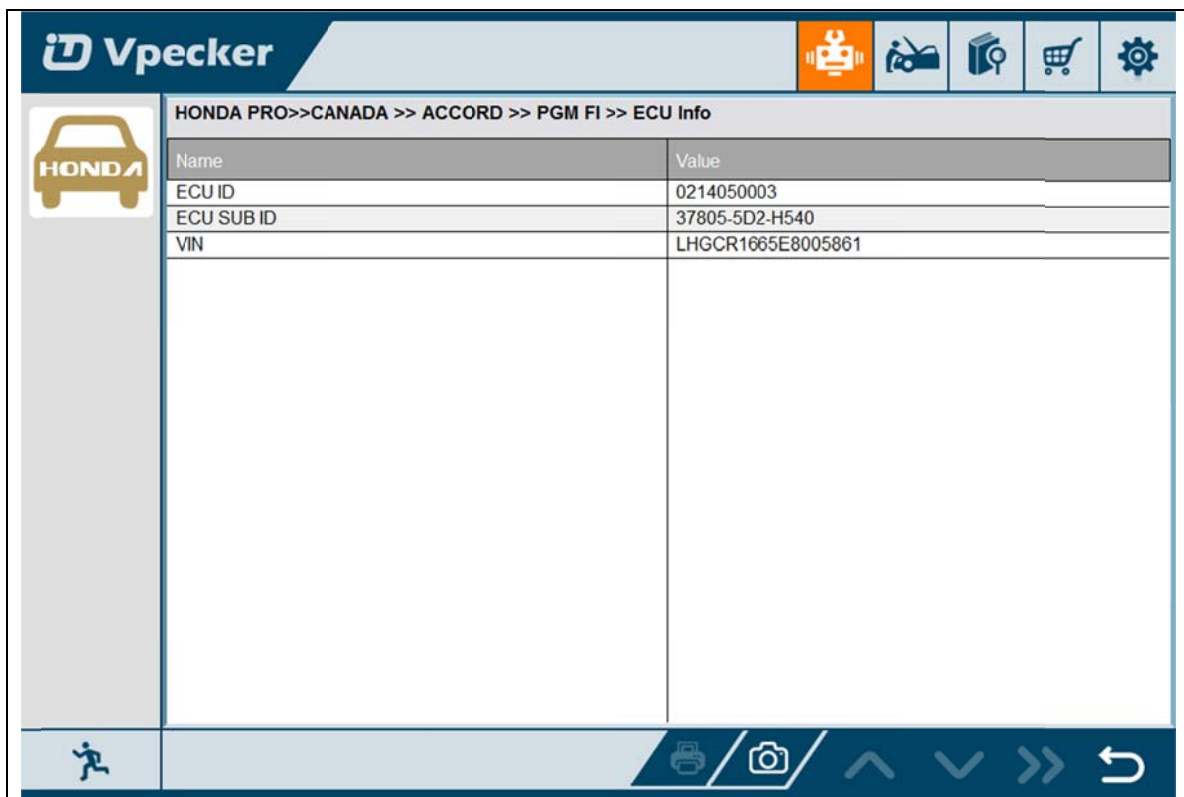 Vpecker
HONDA PRO>>CANADA >> ACCORD >> PGM FI >> ECU Info
HONDA
Name Value
ECU ID 0214050003
ECU SUB ID 37805-5D2-H540
VIN LHGCR1665E8005861